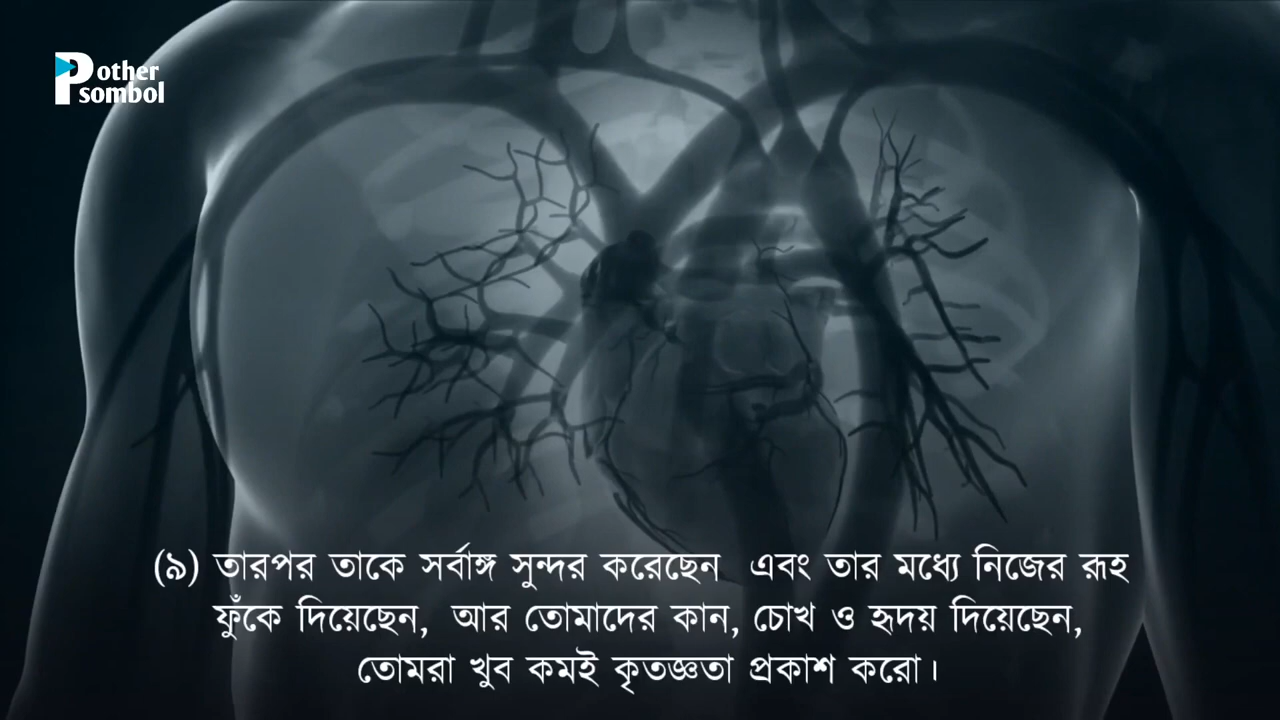 Pother
sombol
(৯) তারপর তাকে সর্বাঙ্গ সুন্দর করেছেন এবং তার মধ্যে নিজের রূহ
ফুঁকে দিয়েছেন, আর তোমাদের কান, চোখ ও হৃদয় দিয়েছেন,
তোমরা খুব কমই কৃতজ্ঞতা প্রকাশ করো।